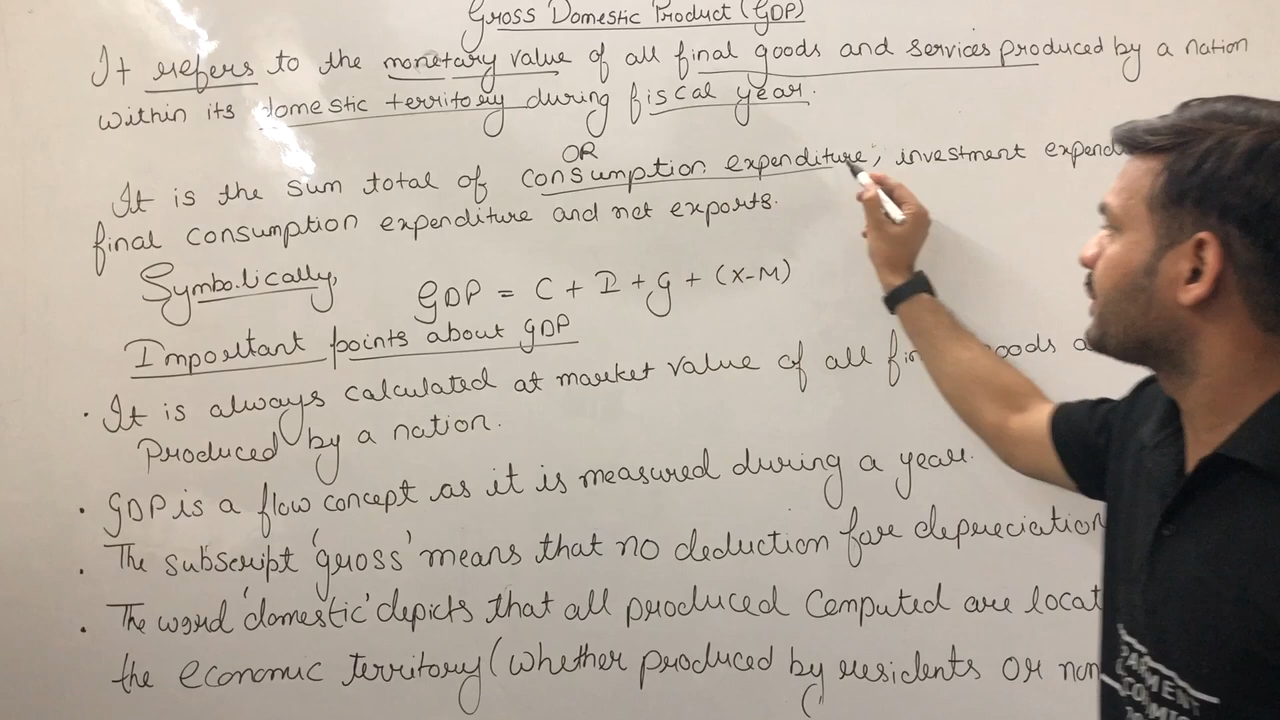 Gross Domestic Product (GDP)
It refers to the monetary value of all final goods and services produced by a nation
within its domestic territory during fiscal year.
OR
It is the sum total of consumption expenditure, investment expend
final consumption expenditure and net exports.
Symbolically,
GDP = C + I + G + (X-M)
Important points about GDP
· It is always calculated at market value of all fin goods a
Produced by a nation.
· GDP is a flow concept as it is measured during a year.
· The subscript 'gross' means that no deduction for depreciation
· The word 'domestic' depicts that all produced computed are locat
the economic territory (whether produced by residents or non